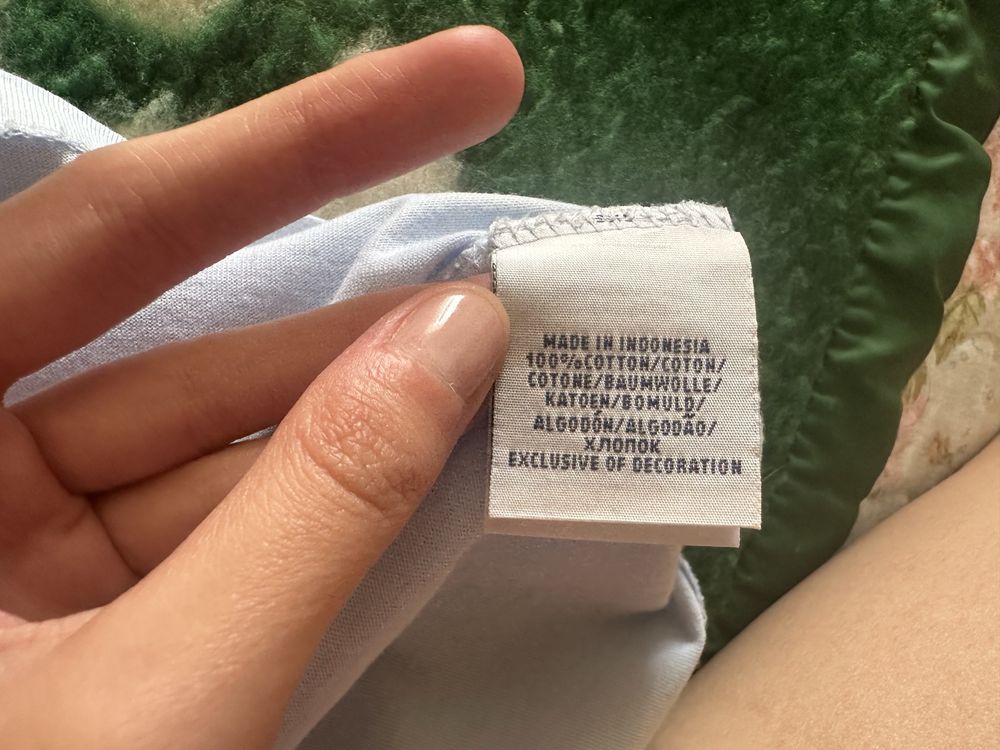 MADE IN INDONESIA
100%COTTON/COTON/
COTONE/BAUMWOLLE/
KATOEN/BOMULD/
ALGODÓN/ALGODÃO/
ХЛОПОК
EXCLUSIVE OF DECORATION